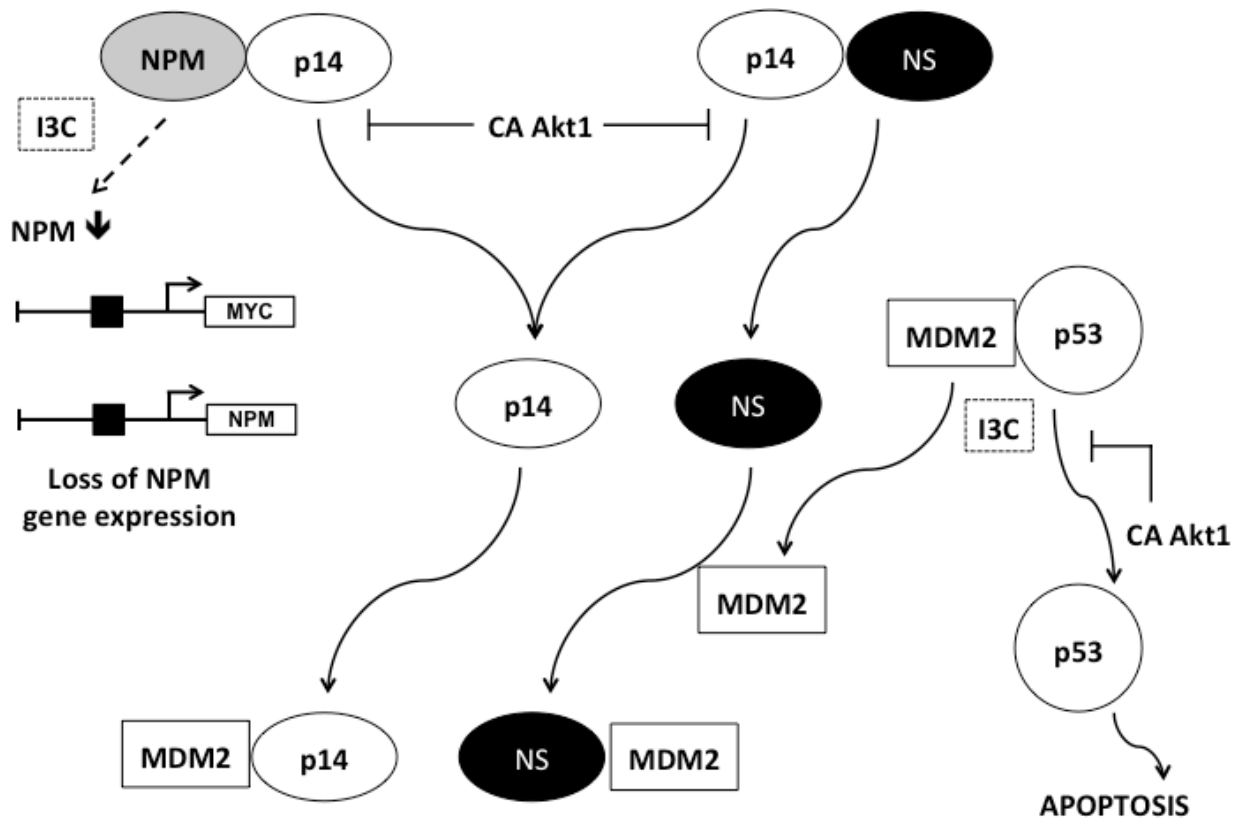 NPM
p14
p14
NS
I3C
CA Akt1
NPM
MYC
MDM2
p53
p14
NS
NPM
I3C
Loss of NPM
gene expression
CA Akt1
MDM2
p53
MDM2
p14
NS
MDM2
APOPTOSIS